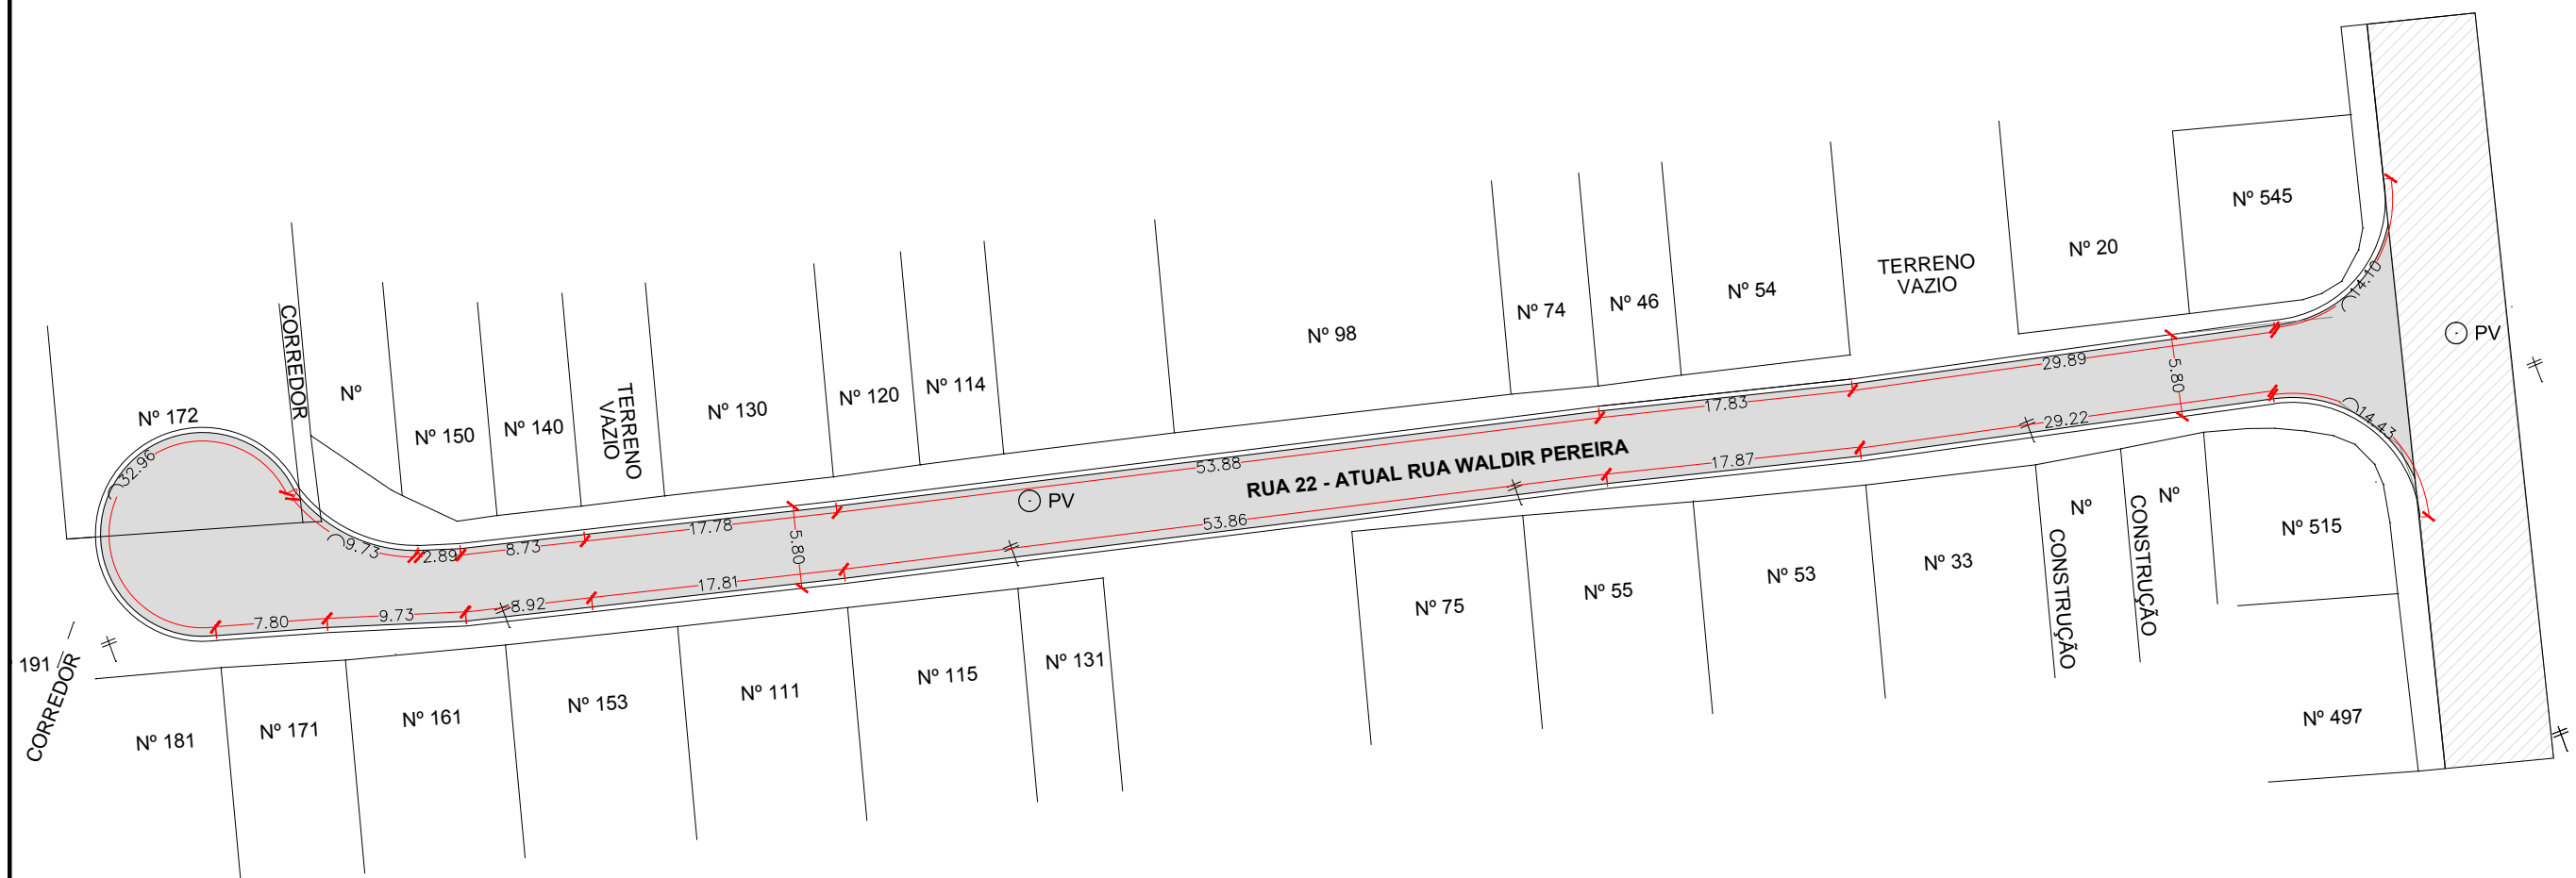 Nº 545
Nº 20
TERRENO
VAZIO
Nº 54
Nº 46
Nº 74
Nº 98
Nº 114
Nº 120
Nº 130
TERRENO
VAZIO
Nº 140
Nº 150
Nº
CORREDOR
Nº 172
14.10
PV
29.89
5.80
17.83
53.88
17.78
8.73
2.89
9.73
32.96
RUA 22 - ATUAL RUA WALDIR PEREIRA
PV
5.80
14.43
29.22
17.87
53.86
17.81
8.92
9.73
7.80
191
CORREDOR
Nº 181
Nº 171
Nº 161
Nº 153
Nº 111
Nº 115
Nº 131
Nº 75
Nº 55
Nº 53
Nº 33
Nº
CONSTRUÇÃO
Nº
CONSTRUÇÃO
Nº 515
Nº 497